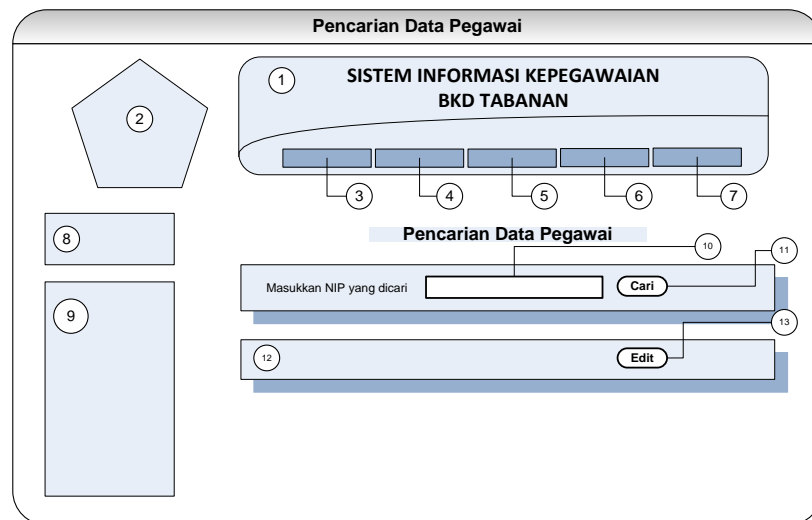 Pencarian Data Pegawai
1
SISTEM INFORMASI KEPEGAWAIAN
BKD TABANAN
2
3
4
5
6
7
8
Pencarian Data Pegawai
10
11
Masukkan NIP yang dicari
Cari
9
13
12
Edit